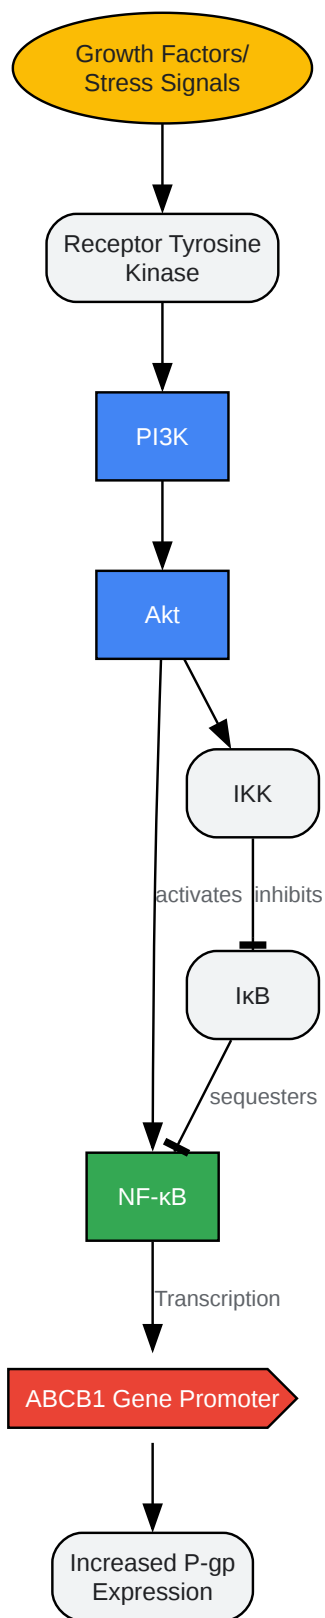 Growth Factors/
Stress Signals
Receptor Tyrosine
Kinase
PI3K
Akt
IKK
activates
inhibits
IκB
sequesters
NF-κB
Transcription
ABCB1 Gene Promoter
Increased P-gp
Expression